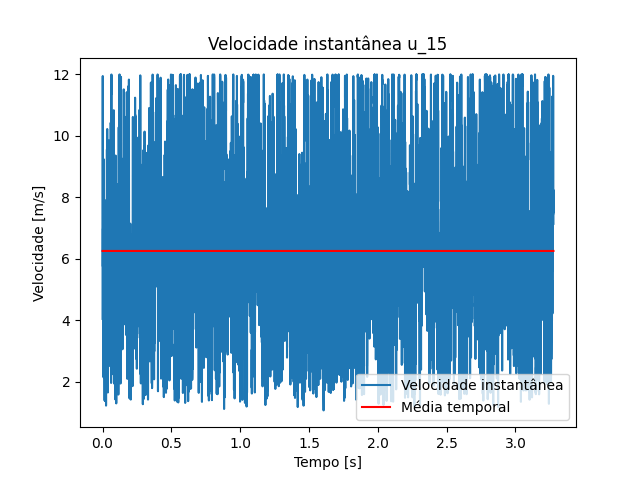 Velocidade instantânea u_15
Velocidade [m/s]
12
10
8
6
4
2
0.0
0.5
1.0
1.5
2.0
2.5
3.0
Tempo [s]
Velocidade instantânea
Média temporal